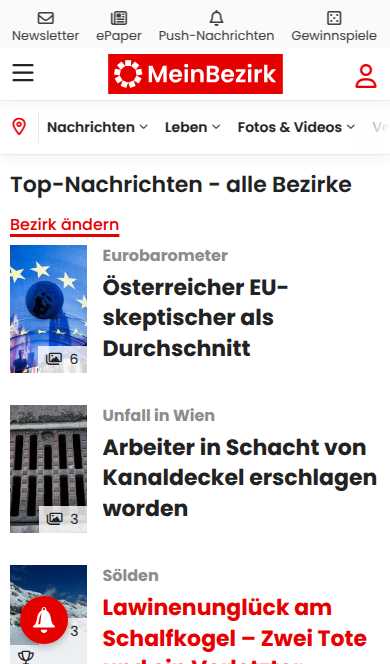 Newsletter ePaper Push-Nachrichten Gewinnspiele
MeinBezirk
Nachrichten Leben Fotos & Videos
Top-Nachrichten - alle Bezirke
Bezirk ändern
Eurobarometer
Österreicher EU-
skeptischer als
Durchschnitt
6
Unfall in Wien
Arbeiter in Schacht von
Kanaldeckel erschlagen
worden
3
Sölden
Lawinenunglück am
Schalfkogel – Zwei Tote
3